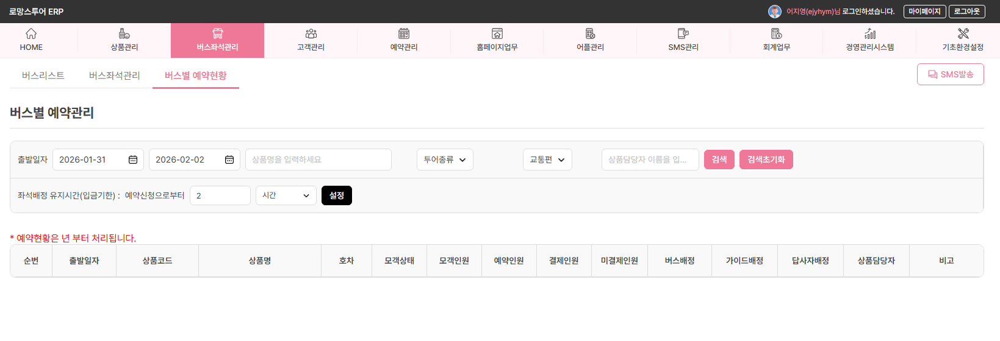 로망스투어 ERP
어지영(ejyhym)님 로그인하셨습니다. 마이페이지 로그아웃
HOME 상품관리 버스좌석관리 고객관리 예약관리 홈페이지업무 어플관리 SMS관리 회계업무 경영관리시스템 기초환경설정
버스리스트 버스좌석관리 버스별 예약현황 SMS발송
버스별 예약관리
출발일자 2026-01-31 2026-02-02 상품명을 입력하세요 투어종류 교통편 상품담당자 이름을 입... 검색 검색초기화
좌석배정 유지시간(입금기한) : 예약신청으로부터 2 시간 설정
* 예약현황은 년 부터 처리됩니다.
순번 출발일자 상품코드 상품명 호차 모객상태 모객인원 예약인원 결제인원 미결제인원 버스배정 가이드배정 답사자배정 상품담당자 비고